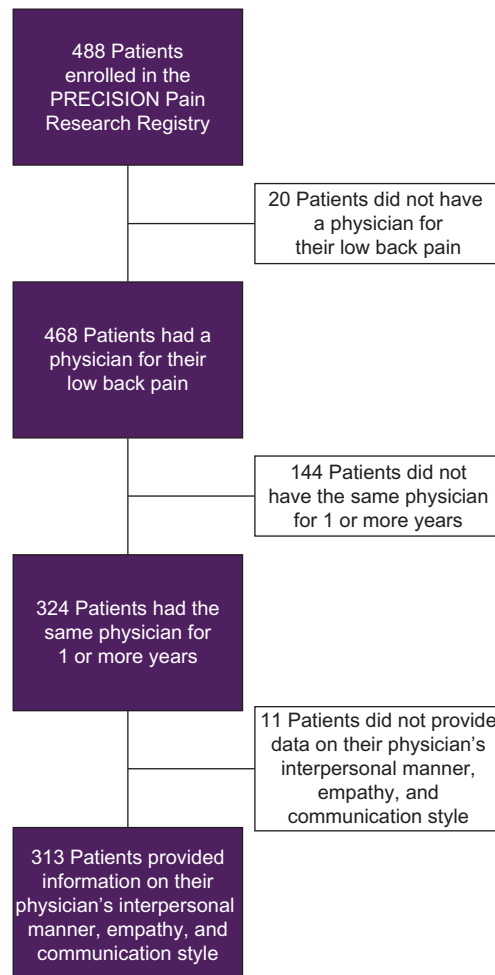 488 Patients
enrolled in the
PRECISION Pain
Research Registry
20 Patients did not have
a physician for
their low back pain
468 Patients had a
physician for their
low back pain
144 Patients did not
have the same physician
for 1 or more years
324 Patients had the
same physician for
1 or more years
11 Patients did not provide
data on their physician’s
interpersonal manner,
empathy, and
communication style
313 Patients provided
information on their
physician’s interpersonal
manner, empathy, and
communication style